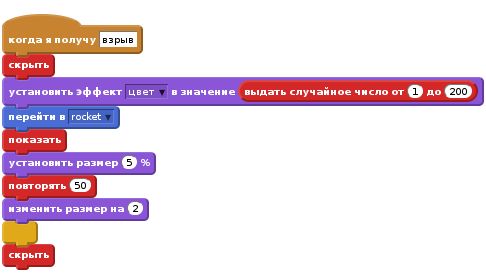 когда я получу взрыв
скрыть
установить эффект цвет в значение выдать случайное число от 1 до 200
перейти в rocket
показать
установить размер 5 %
повторять 50
изменить размер на 2
скрыть